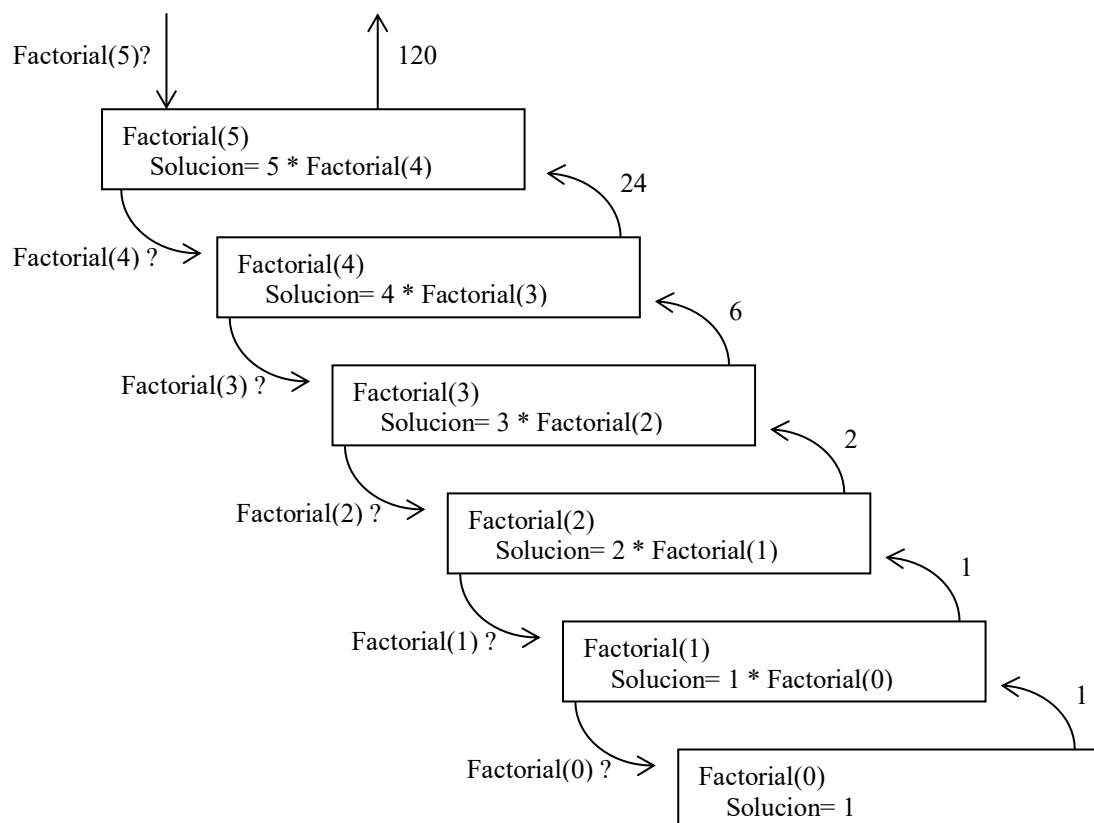 Factorial(5)?
120
Factorial(5)
Solucion= 5 * Factorial(4)
24
Factorial(4) ?
Factorial(4)
Solucion= 4 * Factorial(3)
6
Factorial(3) ?
Factorial(3)
Solucion= 3 * Factorial(2)
2
Factorial(2) ?
Factorial(2)
Solucion= 2 * Factorial(1)
1
Factorial(1) ?
Factorial(1)
Solucion= 1 * Factorial(0)
1
Factorial(0) ?
Factorial(0)
Solucion= 1